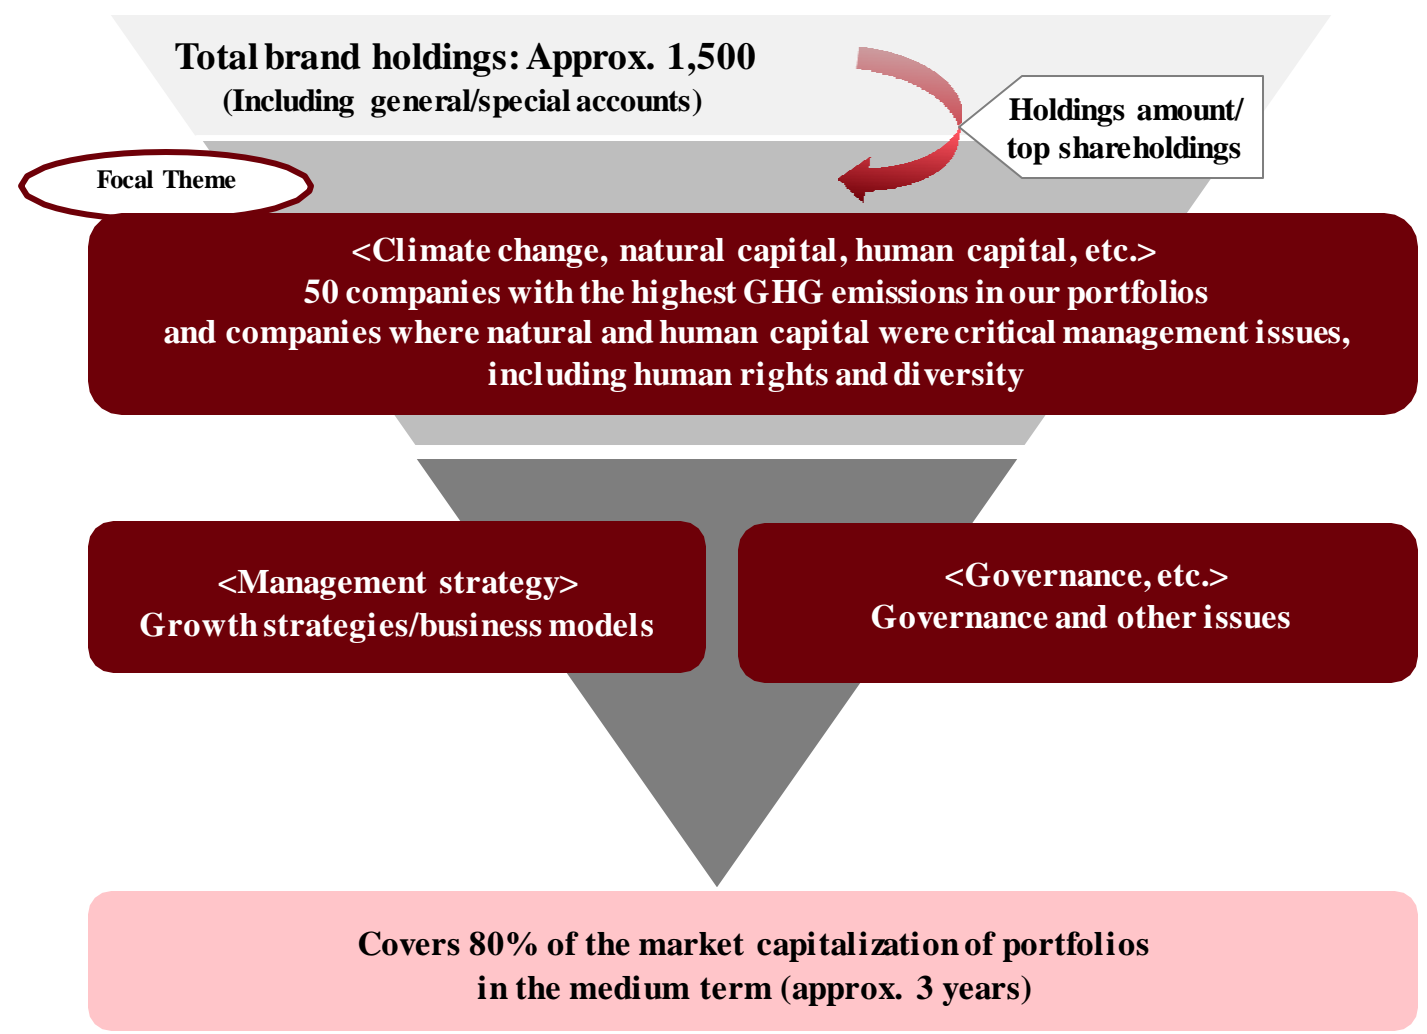 Total brand holdings: Approx. 1,500
(Including general/special accounts)
Holdings amount/
top shareholdings
Focal Theme
<Climate change, natural capital, human capital, etc.>
50 companies with the highest GHG emissions in our portfolios
and companies where natural and human capital were critical management issues,
including human rights and diversity
<Management strategy>
Growth strategies/business models
<Governance, etc.>
Governance and other issues
Covers 80% of the market capitalization of portfolios
in the medium term (approx. 3 years)